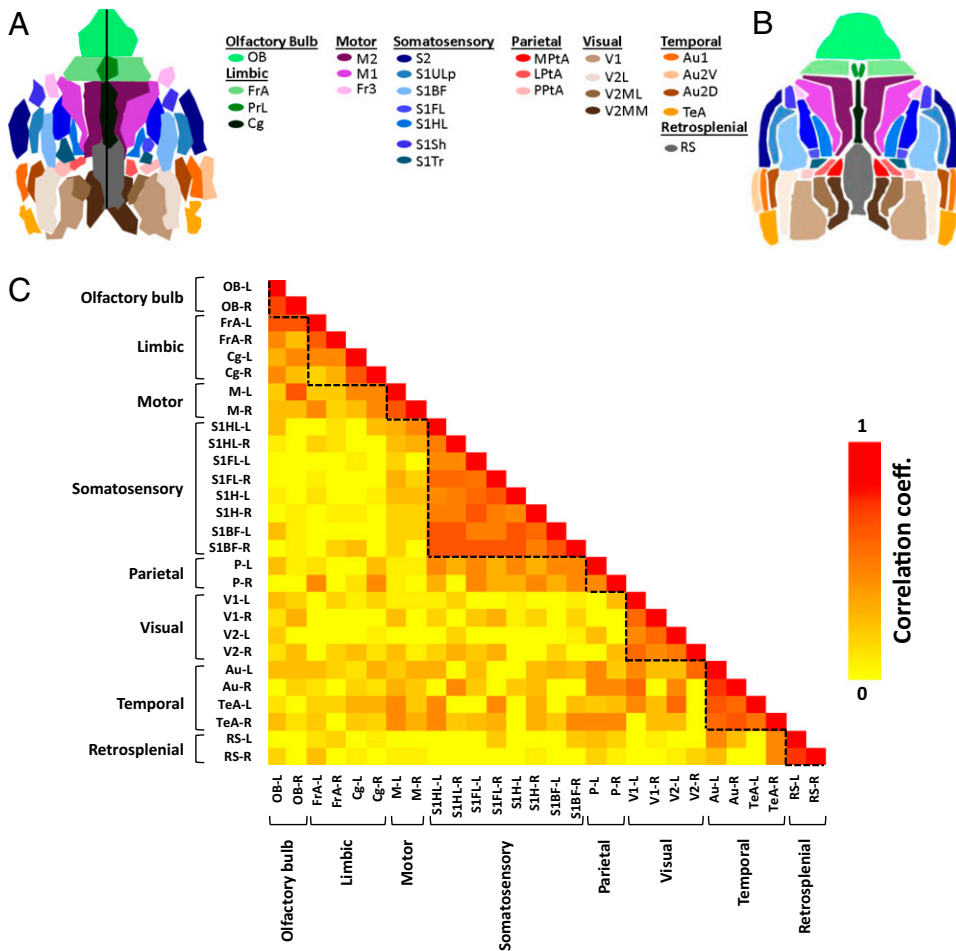 A
Olfactory Bulb
OB
Limbic
FrA
PrL
Cg
Motor
M2
M1
Fr3
Somatosensory
S2
S1ULp
S1BF
S1FL
S1HL
S1Sh
S1Tr
Parietal
MPtA
LPtA
PPtA
Visual
V1
V2L
V2ML
V2MM
Temporal
Au1
Au2V
Au2D
TeA
Retrosplenial
RS
B
C
Olfactory bulb
Limbic
Motor
Somatosensory
Parietal
Visual
Temporal
Retrosplenial
OB-L
OB-R
FrA-L
FrA-R
Cg-L
Cg-R
M-L
M-R
S1HL-L
S1HL-R
S1FL-L
S1FL-R
S1H-L
S1H-R
S1BF-L
S1BF-R
P-L
P-R
V1-L
V1-R
V2-L
V2-R
Au-L
Au-R
TeA-L
TeA-R
RS-L
RS-R
OB-L
OB-R
FrA-L
FrA-R
Cg-L
Cg-R
M-L
M-R
S1HL-L
S1HL-R
S1FL-L
S1FL-R
S1H-L
S1H-R
S1BF-L
S1BF-R
P-L
P-R
V1-L
V1-R
V2-L
V2-R
Au-L
Au-R
TeA-L
TeA-R
RS-L
RS-R
Olfactory bulb
Limbic
Motor
Somatosensory
Parietal
Visual
Temporal
Retrosplenial
1
Correlation coeff.
0